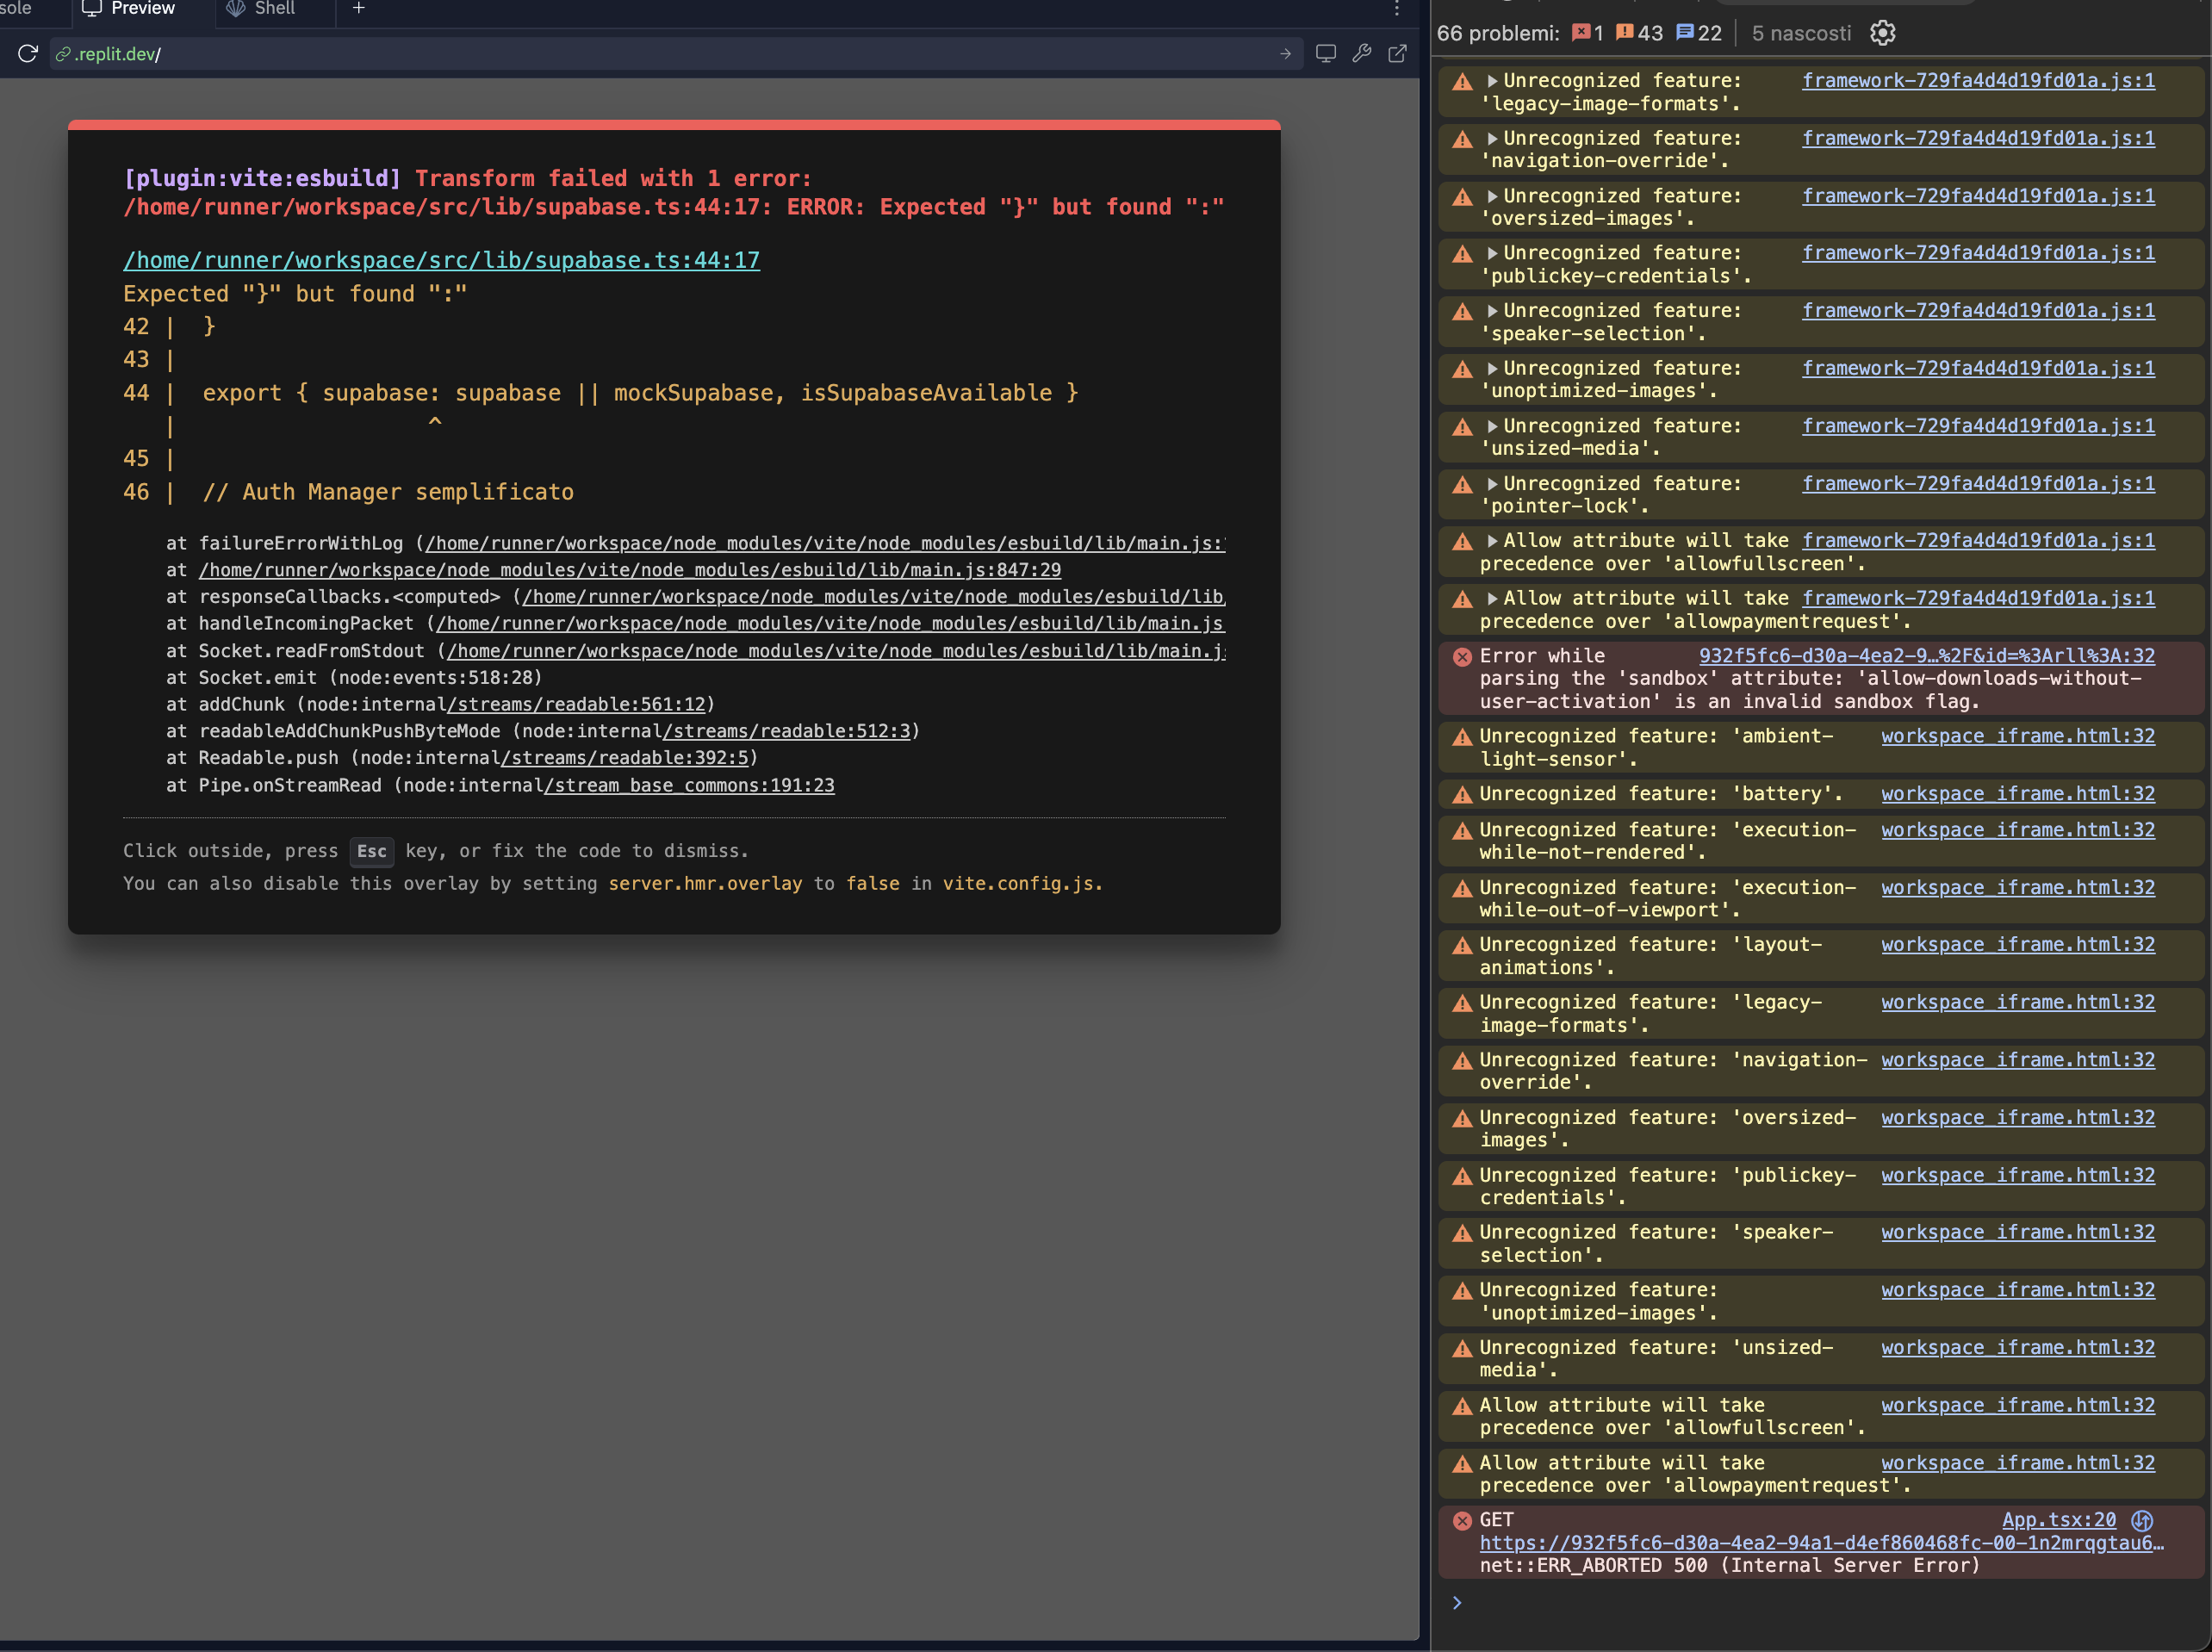 sole
Preview
Shell
+
.replit.dev/
[plugin:vite:esbuild] Transform failed with 1 error:
/home/runner/workspace/src/lib/supabase.ts:44:17: ERROR: Expected "}" but found ":"
/home/runner/workspace/src/lib/supabase.ts:44:17
Expected "}" but found ":"
42 |  }
43 |
44 |  export { supabase: supabase || mockSupabase, isSupabaseAvailable }
   |                   ^
45 |
46 |  // Auth Manager semplificato
at failureErrorWithLog (/home/runner/workspace/node_modules/vite/node_modules/esbuild/lib/main.js:
at /home/runner/workspace/node_modules/vite/node_modules/esbuild/lib/main.js:847:29
at responseCallbacks.<computed> (/home/runner/workspace/node_modules/vite/node_modules/esbuild/lib/
at handleIncomingPacket (/home/runner/workspace/node_modules/vite/node_modules/esbuild/lib/main.js
at Socket.readFromStdout (/home/runner/workspace/node_modules/vite/node_modules/esbuild/lib/main.js
at Socket.emit (node:events:518:28)
at addChunk (node:internal/streams/readable:561:12)
at readableAddChunkPushByteMode (node:internal/streams/readable:512:3)
at Readable.push (node:internal/streams/readable:392:5)
at Pipe.onStreamRead (node:internal/stream_base_commons:191:23
Click outside, press Esc key, or fix the code to dismiss.
You can also disable this overlay by setting server.hmr.overlay to false in vite.config.js.
66 problemi: 1 43 22 5 nascosti
Unrecognized feature: framework-729fa4d4d19fd01a.js:1
'legacy-image-formats'.
Unrecognized feature: framework-729fa4d4d19fd01a.js:1
'navigation-override'.
Unrecognized feature: framework-729fa4d4d19fd01a.js:1
'oversized-images'.
Unrecognized feature: framework-729fa4d4d19fd01a.js:1
'publickey-credentials'.
Unrecognized feature: framework-729fa4d4d19fd01a.js:1
'speaker-selection'.
Unrecognized feature: framework-729fa4d4d19fd01a.js:1
'unoptimized-images'.
Unrecognized feature: framework-729fa4d4d19fd01a.js:1
'unsized-media'.
Unrecognized feature: framework-729fa4d4d19fd01a.js:1
'pointer-lock'.
Allow attribute will take framework-729fa4d4d19fd01a.js:1
precedence over 'allowfullscreen'.
Allow attribute will take framework-729fa4d4d19fd01a.js:1
precedence over 'allowpaymentrequest'.
Error while 932f5fc6-d30a-4ea2-9…%2F&id=%3Arll%3A:32
parsing the 'sandbox' attribute: 'allow-downloads-without-
user-activation' is an invalid sandbox flag.
Unrecognized feature: 'ambient- workspace_iframe.html:32
light-sensor'.
Unrecognized feature: 'battery'. workspace_iframe.html:32
Unrecognized feature: 'execution- workspace_iframe.html:32
while-not-rendered'.
Unrecognized feature: 'execution- workspace_iframe.html:32
while-out-of-viewport'.
Unrecognized feature: 'layout- workspace_iframe.html:32
animations'.
Unrecognized feature: 'legacy- workspace_iframe.html:32
image-formats'.
Unrecognized feature: 'navigation- workspace_iframe.html:32
override'.
Unrecognized feature: 'oversized- workspace_iframe.html:32
images'.
Unrecognized feature: 'publickey- workspace_iframe.html:32
credentials'.
Unrecognized feature: 'speaker- workspace_iframe.html:32
selection'.
Unrecognized feature: workspace_iframe.html:32
'unoptimized-images'.
Unrecognized feature: 'unsized- workspace_iframe.html:32
media'.
Allow attribute will take workspace_iframe.html:32
precedence over 'allowfullscreen'.
Allow attribute will take workspace_iframe.html:32
precedence over 'allowpaymentrequest'.
GET App.tsx:20
https://932f5fc6-d30a-4ea2-94a1-d4ef860468fc-00-1n2mrqgtau6…
net::ERR_ABORTED 500 (Internal Server Error)